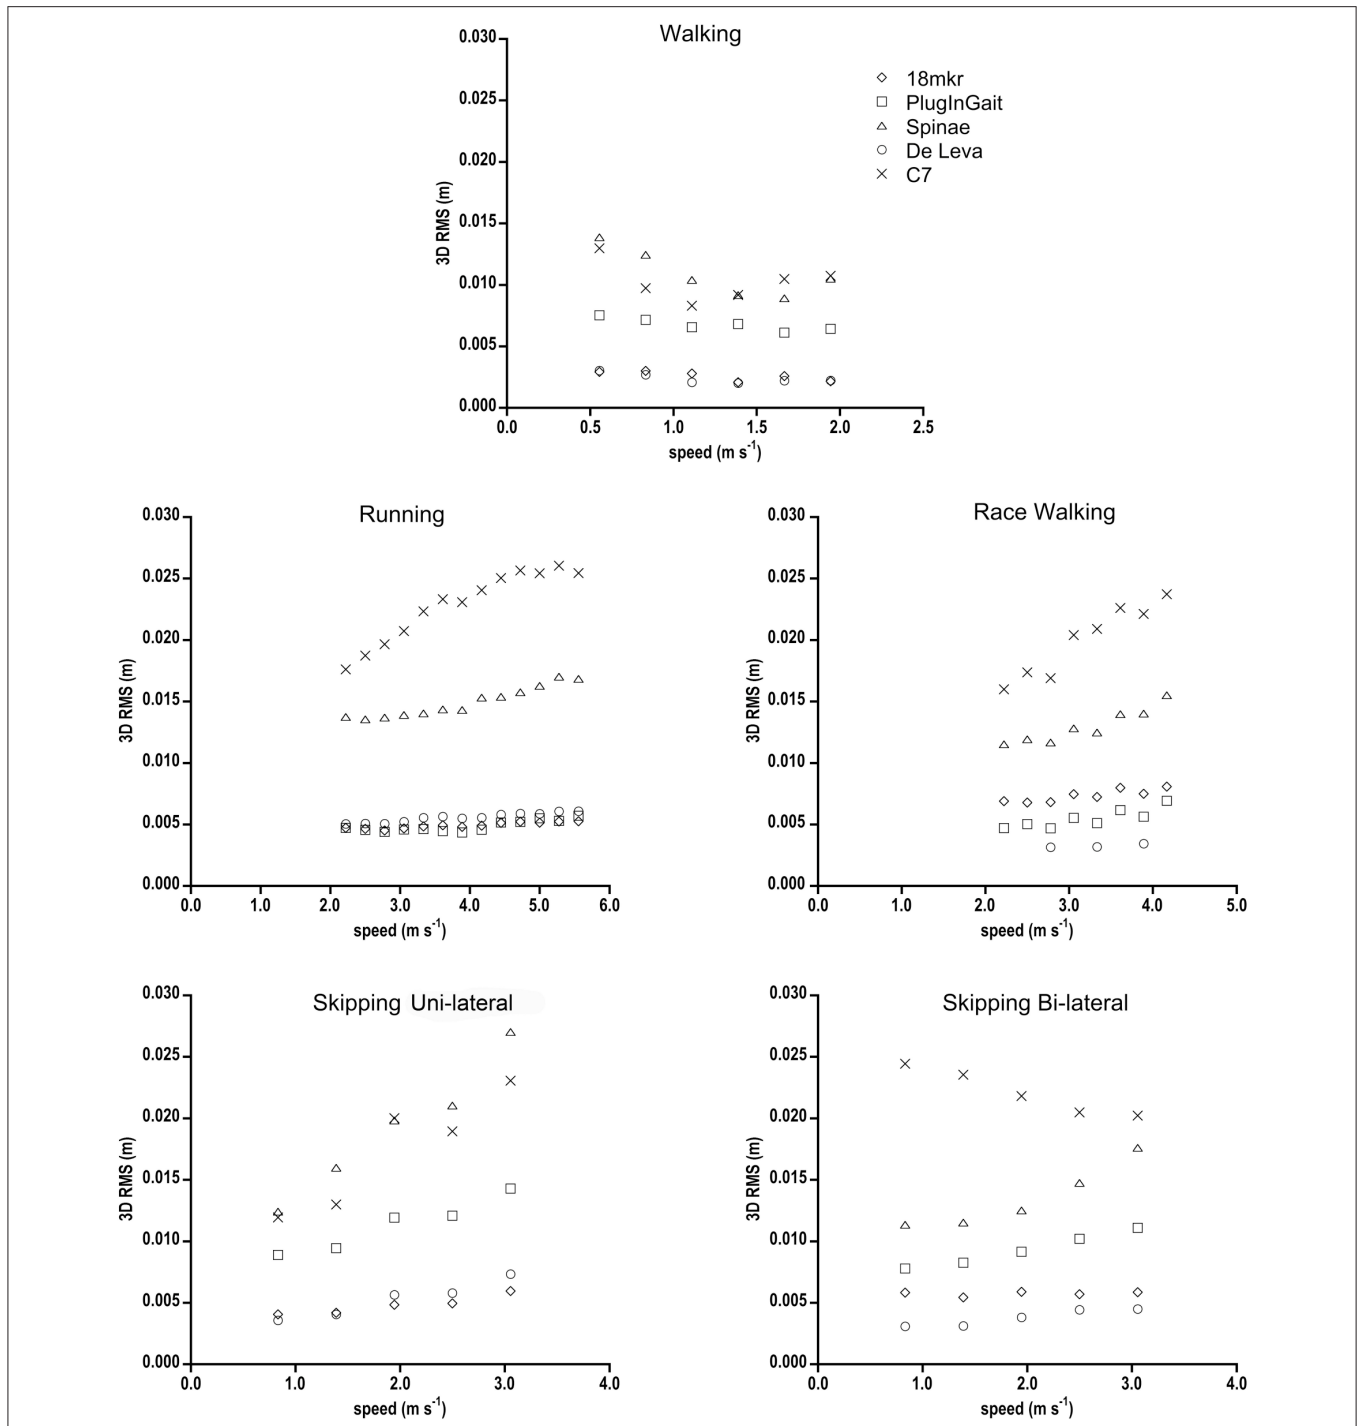 Walking
0.030
0.025
0.020
0.015
0.010
0.005
0.000
3D RMS (m)
0.0 0.5 1.0 1.5 2.0 2.5
speed (m s-1)
18mkr
PlugInGait
Spinae
De Leva
C7
Running
0.030
0.025
0.020
0.015
0.010
0.005
0.000
3D RMS (m)
0.0 1.0 2.0 3.0 4.0 5.0 6.0
speed (m s-1)
Race Walking
0.030
0.025
0.020
0.015
0.010
0.005
0.000
3D RMS (m)
0.0 1.0 2.0 3.0 4.0 5.0
speed (m s-1)
Skipping Uni-lateral
0.030
0.025
0.020
0.015
0.010
0.005
0.000
3D RMS (m)
1.0 2.0 3.0 4.0
speed (m s-1)
Skipping Bi-lateral
0.030
0.025
0.020
0.015
0.010
0.005
0.000
3D RMS (m)
0.0 1.0 2.0 3.0 4.0
speed (m s-1)